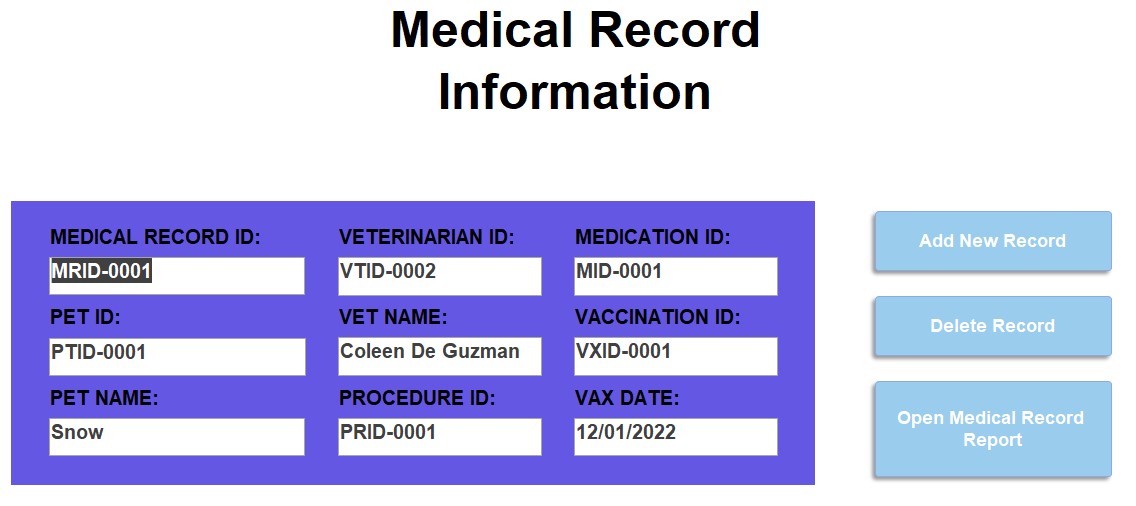 Medical Record
Information
MEDICAL RECORD ID:
MRID-0001
PET ID:
PTID-0001
PET NAME:
Snow
VETERINARIAN ID:
VTID-0002
VET NAME:
Coleen De Guzman
PROCEDURE ID:
PRID-0001
MEDICATION ID:
MID-0001
VACCINATION ID:
VXID-0001
VAX DATE:
12/01/2022
Add New Record
Delete Record
Open Medical Record
Report